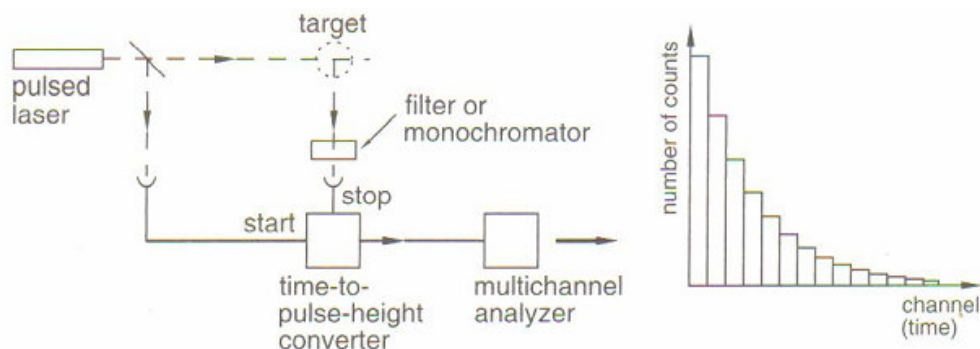 target
pulsed
laser
filter or
monochromator
stop
start
time-to-
pulse-height
converter
multichannel
analyzer
number of counts
channel
(time)